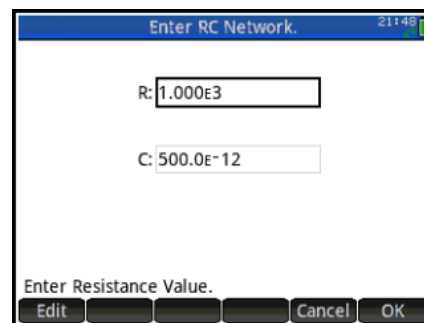 Enter RC Network.
21:48
R: 1.000E3
C: 500.0E-12
Enter Resistance Value.
Edit Cancel OK